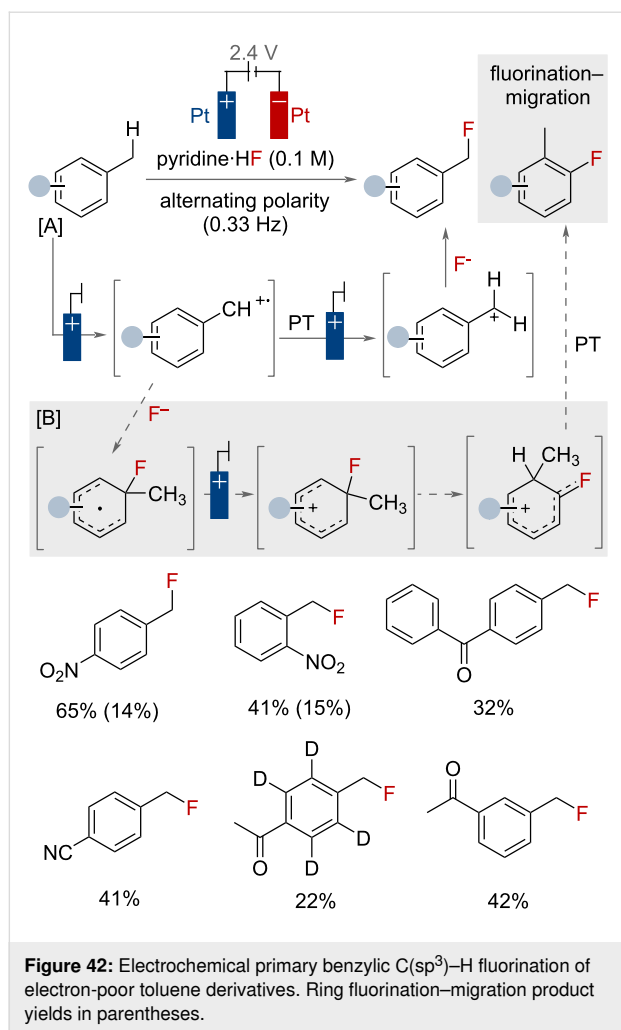 2.4 V
+
−
Pt
Pt
pyridine·HF (0.1 M)
alternating polarity
(0.33 Hz)
H
F
fluorination–
migration
F
[A]
+
CH +•
PT
+
F-
H
C
+
H
PT
[B]
F−
F
CH3
•
+
F
CH3
+
H
CH3
F
+
F
O2N
65% (14%)
F
NO2
41% (15%)
O
F
32%
NC
F
41%
D
D
F
O
D
D
22%
O
F
42%
Figure 42: Electrochemical primary benzylic C(sp3)–H fluorination of
electron-poor toluene derivatives. Ring fluorination–migration product
yields in parentheses.